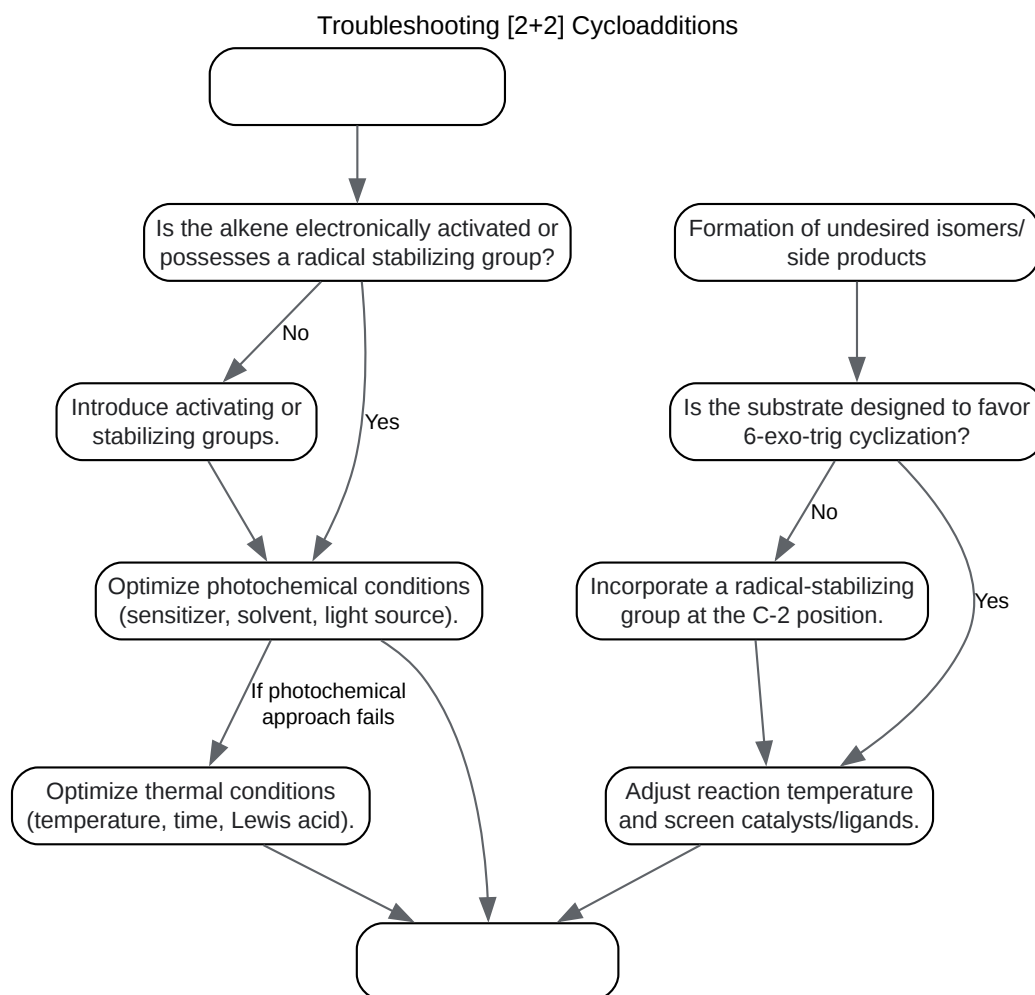 Troubleshooting [2+2] Cycloadditions
Is the alkene electronically activated or
possesses a radical stabilizing group?
No
Introduce activating or
stabilizing groups.
Yes
Optimize photochemical conditions
(sensitizer, solvent, light source).
If photochemical
approach fails
Optimize thermal conditions
(temperature, time, Lewis acid).
Formation of undesired isomers/
side products
Is the substrate designed to favor
6-exo-trig cyclization?
No
Incorporate a radical-stabilizing
group at the C-2 position.
Yes
Adjust reaction temperature
and screen catalysts/ligands.